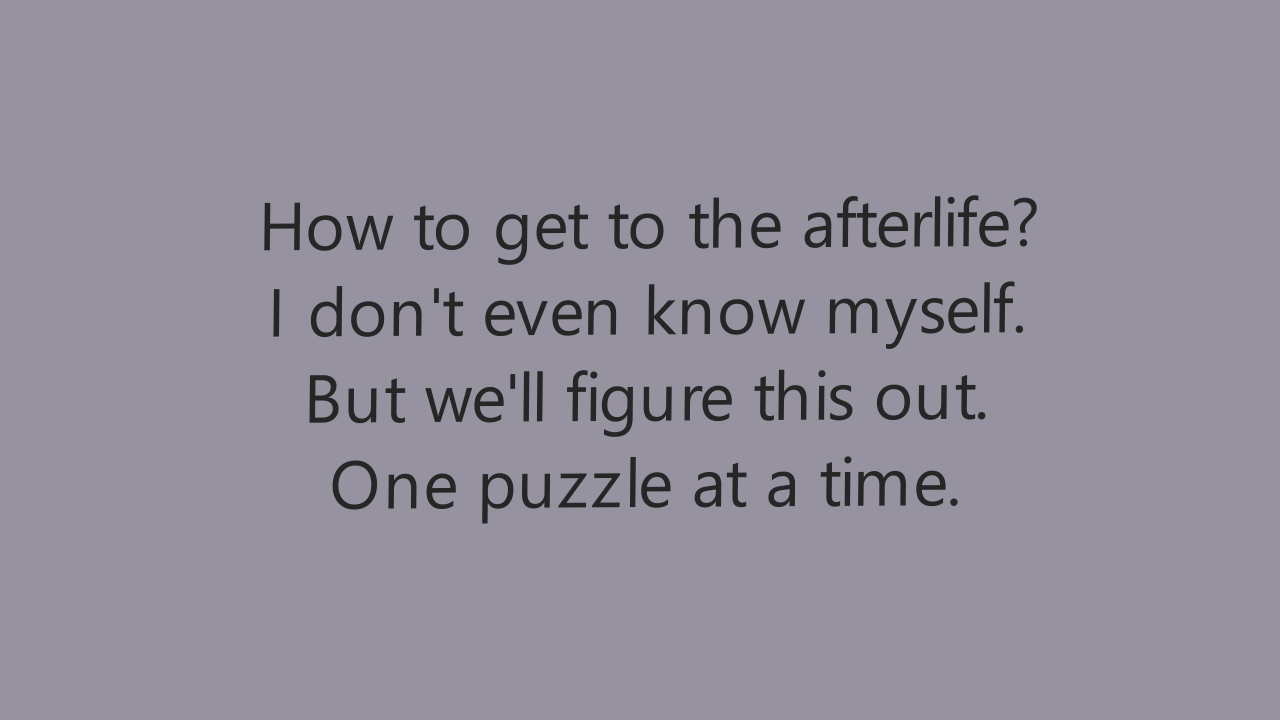 How to get to the afterlife?
I don't even know myself.
But we'll figure this out.
One puzzle at a time.